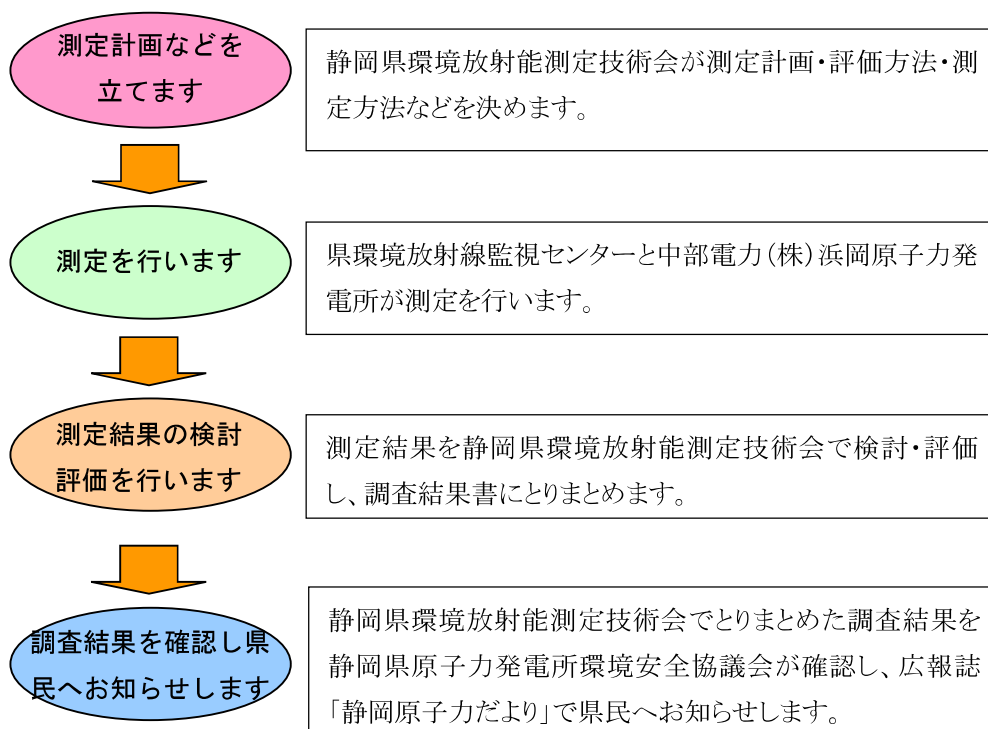 測定計画などを
立てます
静岡県環境放射能測定技術会が測定計画・評価方法・測
定方法などを決めます。
測定を行います
県環境放射線監視センターと中部電力(株)浜岡原子力発
電所が測定を行います。
測定結果の検討
評価を行います
測定結果を静岡県環境放射能測定技術会で検討・評価
し、調査結果書にとりまとめます。
調査結果を確認し県
民へお知らせします
静岡県環境放射能測定技術会でとりまとめた調査結果を
静岡県原子力発電所環境安全協議会が確認し、広報誌
「静岡原子力だより」で県民へお知らせします。